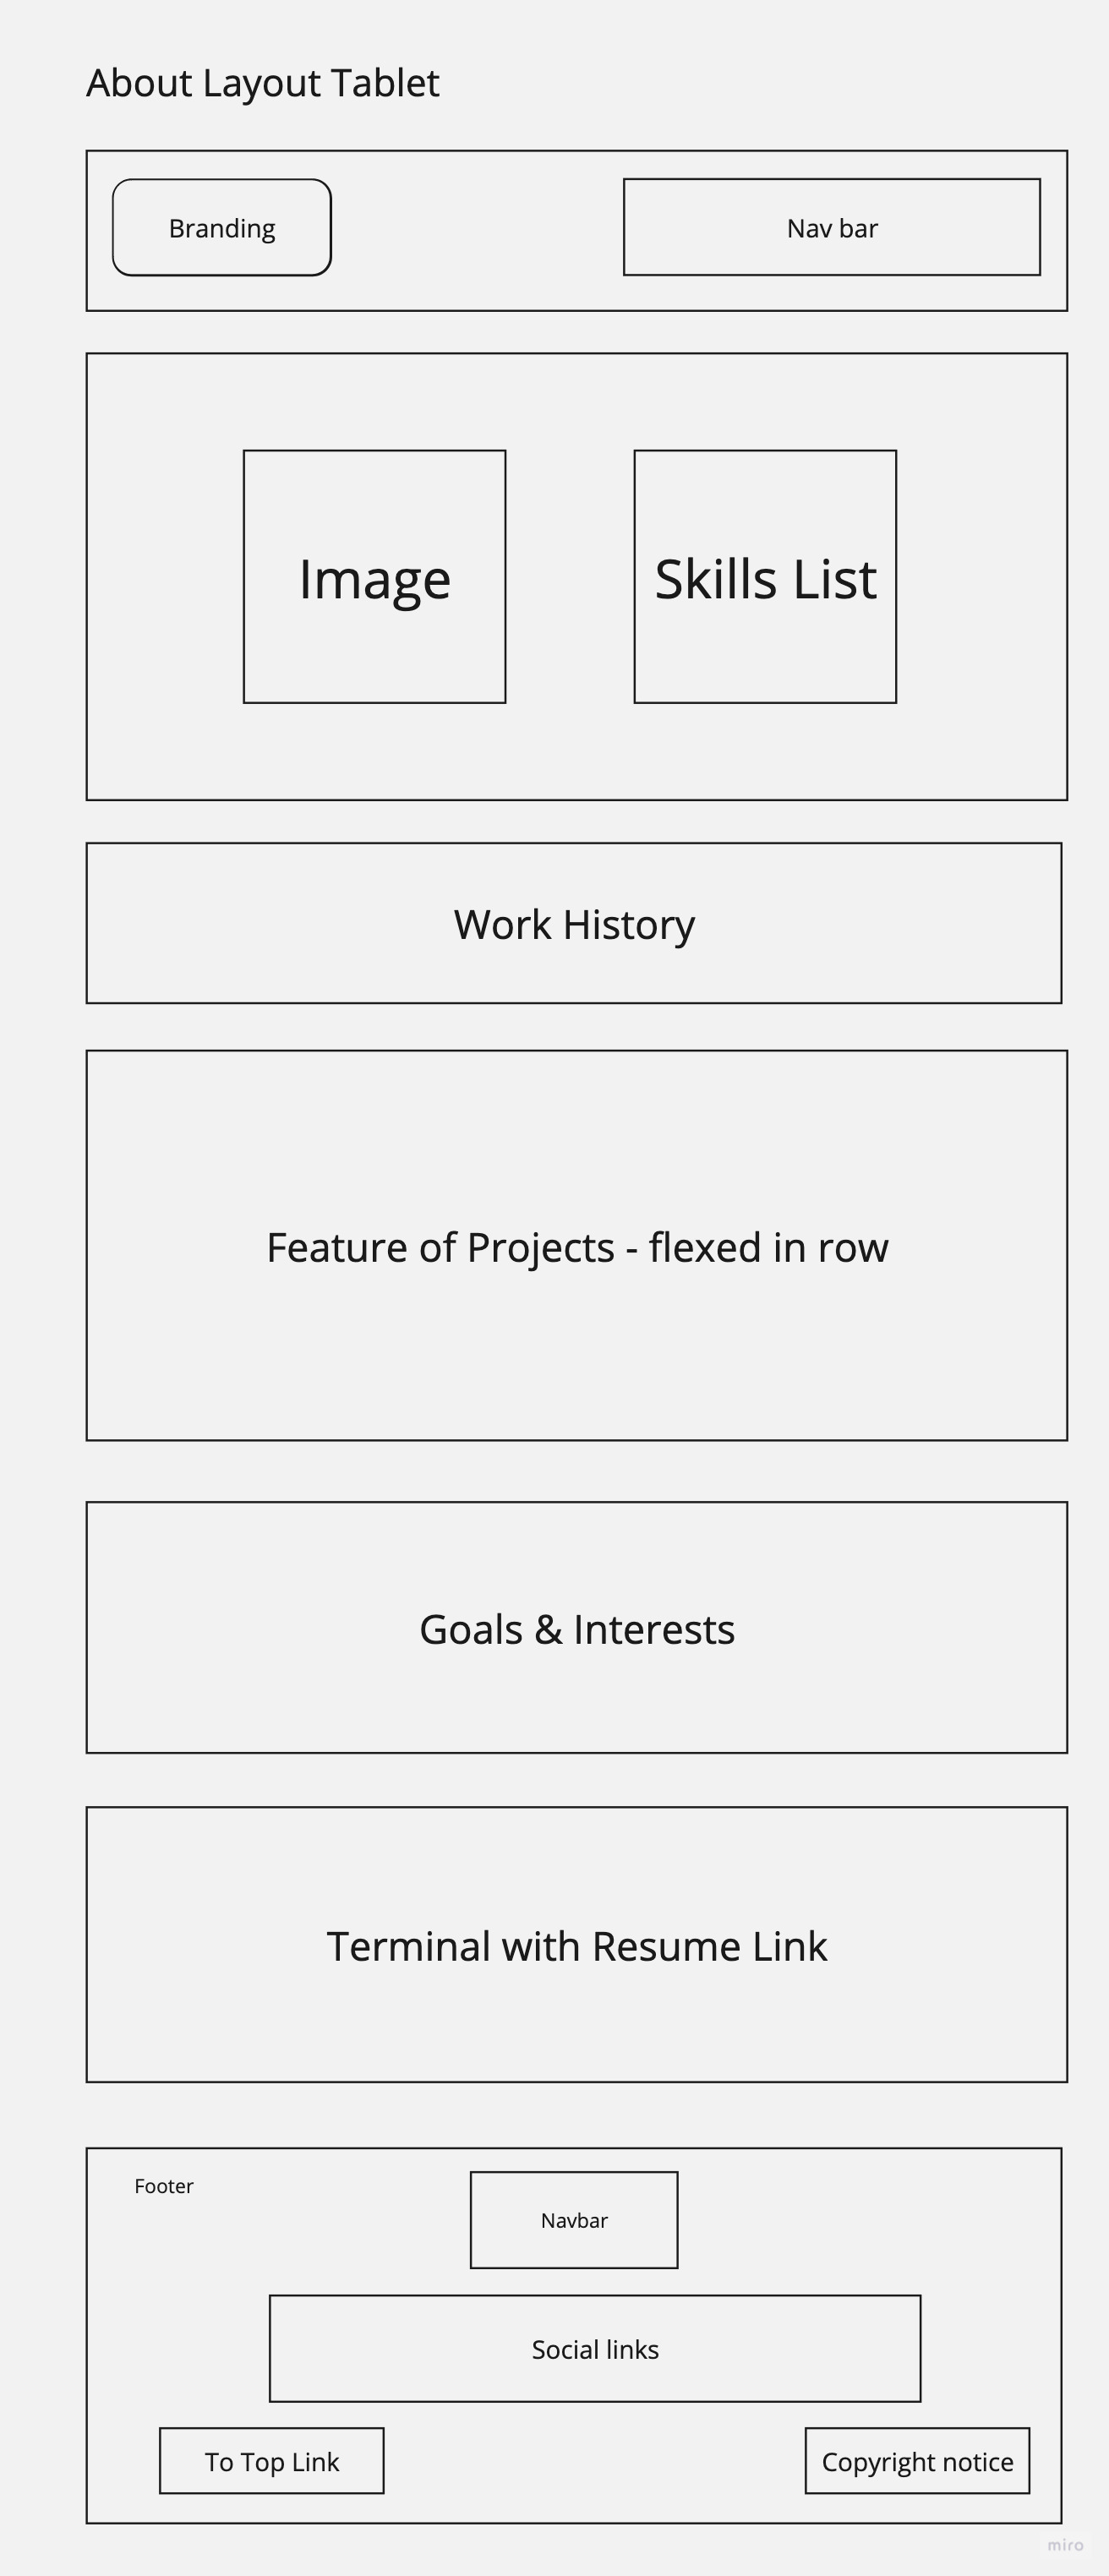 About Layout Tablet
Branding
Nav bar
Image
Skills List
Work History
Feature of Projects - flexed in row
Goals & Interests
Terminal with Resume Link
Footer
Navbar
Social links
To Top Link
Copyright notice
miro